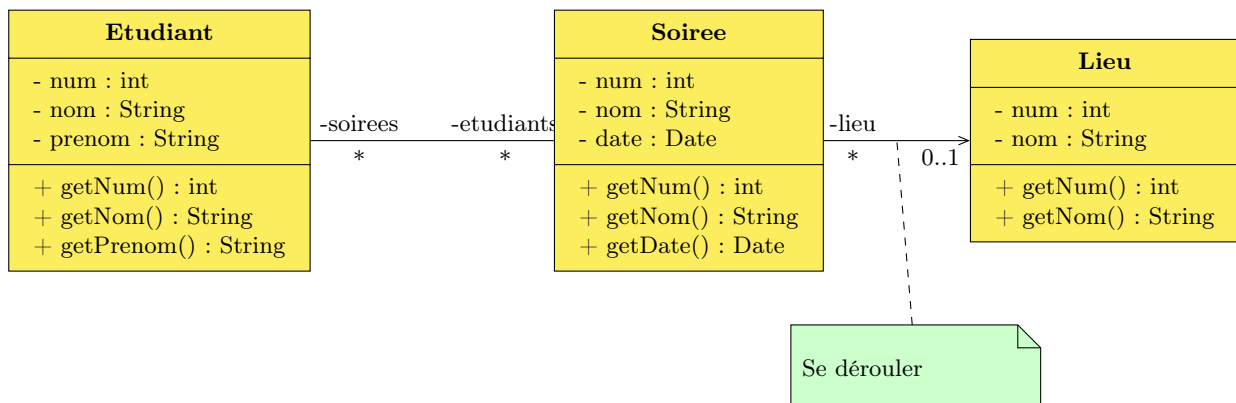 Etudiant
- num : int
- nom : String
- prenom : String
+ getNum() : int
+ getNom() : String
+ getPrenom() : String
-soirees
*
-etudiants
*
Soiree
- num : int
- nom : String
- date : Date
+ getNum() : int
+ getNom() : String
+ getDate() : Date
-lieu
*
0..1
Lieu
- num : int
- nom : String
+ getNum() : int
+ getNom() : String
Se dérouler